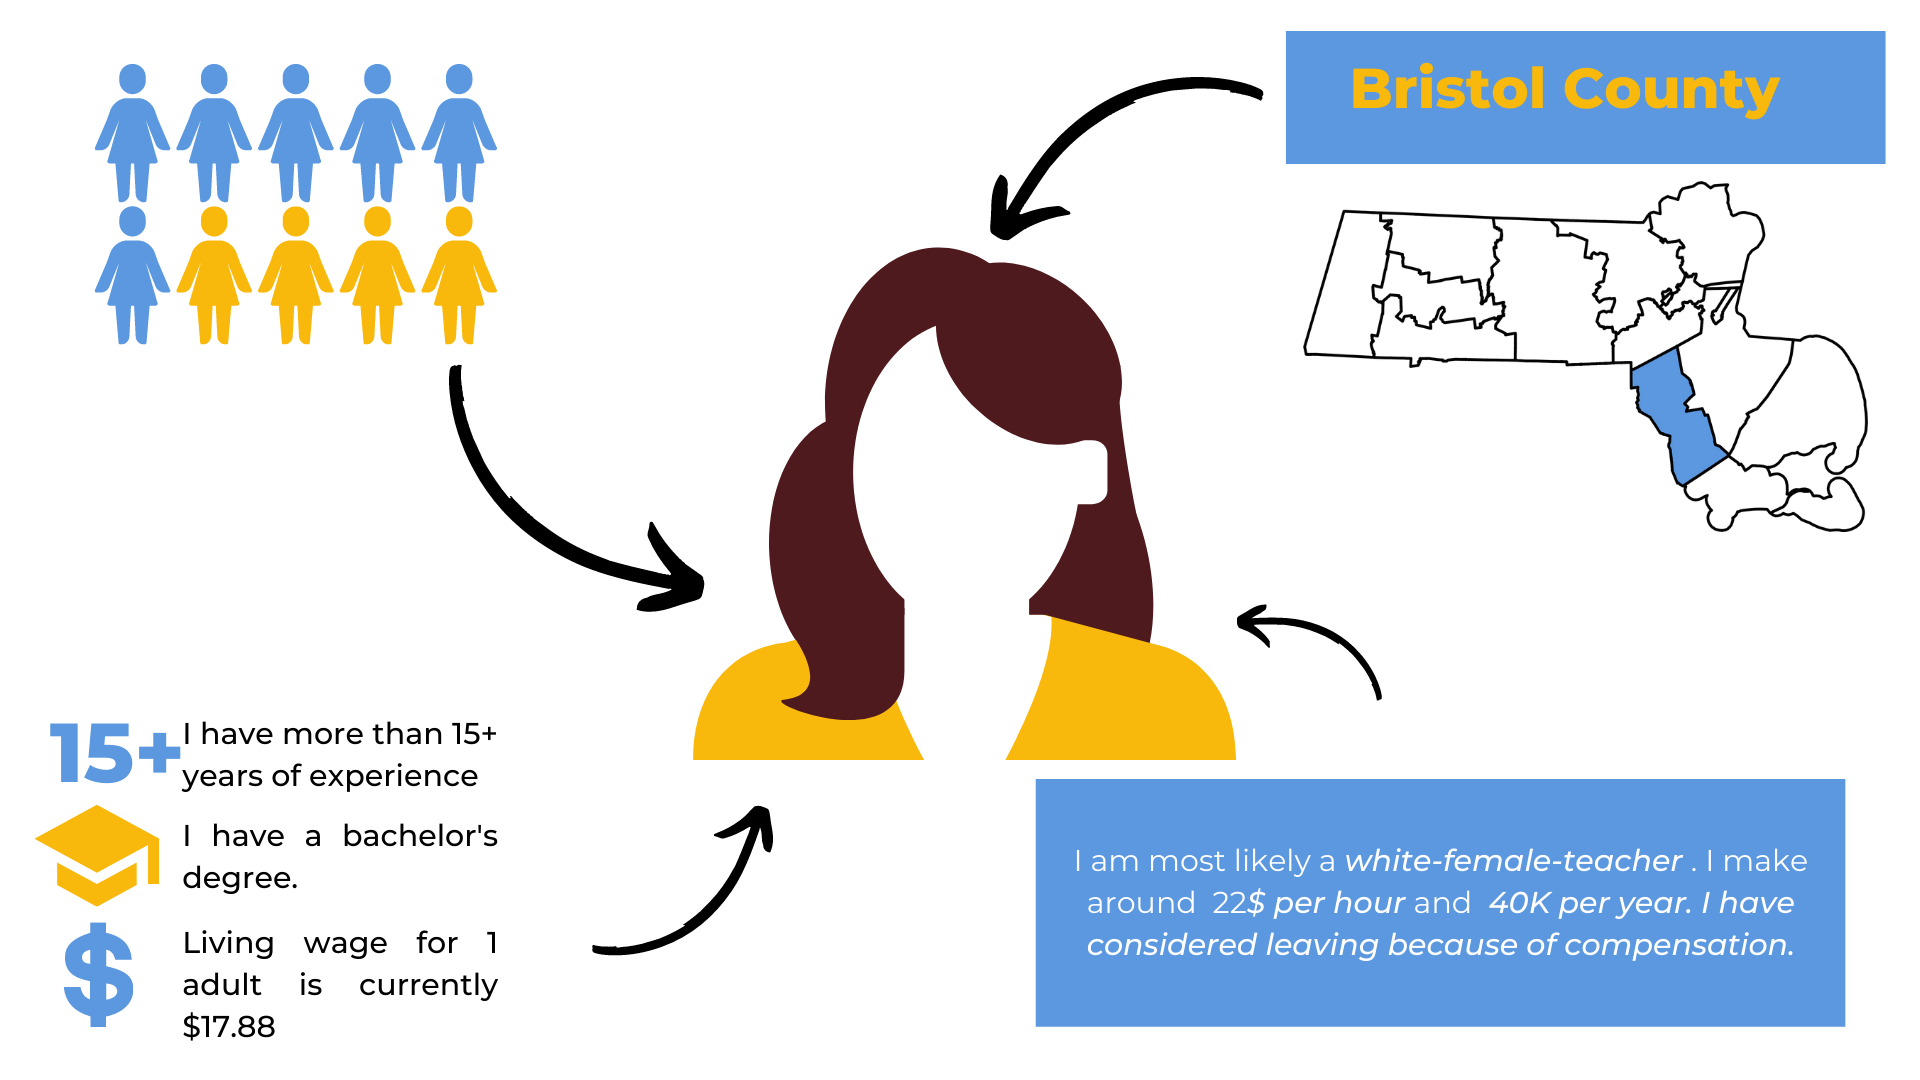 Bristol County
15+
I have more than 15+
years of experience
I have a bachelor's
degree.
$
Living wage for 1
adult is currently
$17.88
I am most likely a white-female-teacher . I make
around 22$ per hour and 40K per year. I have
considered leaving because of compensation.